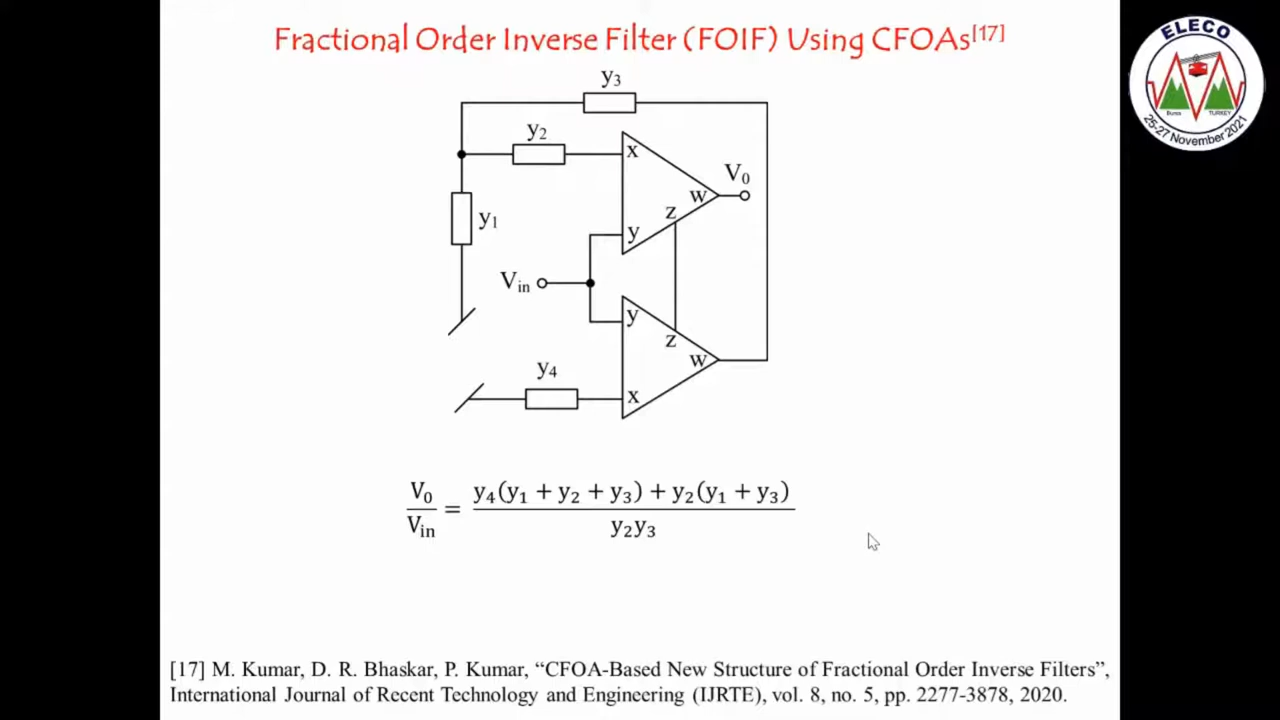 Fractional Order Inverse Filter (FOIF) Using CFOAs[17]
ELECO
Bursa TURKEY
25-27 November 2021
y₃
y₂
x
V₀
w
z
y₁
y
Vᵢₙ
y
z
w
y₄
x
V₀/Vᵢₙ = y₄(y₁ + y₂ + y₃) + y₂(y₁ + y₃) / y₂y₃
[17] M. Kumar, D. R. Bhaskar, P. Kumar, “CFOA-Based New Structure of Fractional Order Inverse Filters”,
International Journal of Recent Technology and Engineering (IJRTE), vol. 8, no. 5, pp. 2277-3878, 2020.